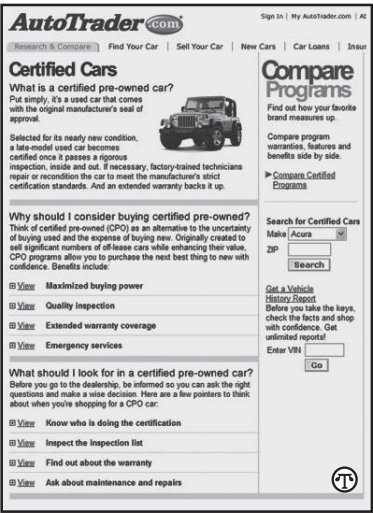 AutoTrader.com
Sign In | My AutoTrader.com | At
Research & Compare | Find Your Car | Sell Your Car | New Cars | Car Loans | Insur
Certified Cars
What is a certified pre-owned car?
Put simply, it's a used car that comes
with the original manufacturer's seal of
approval.
Selected for its nearly new condition,
a late-model used car becomes
certified once it passes a rigorous
inspection, inside and out. If necessary, factory-trained technicians
repair or recondition the car to meet the manufacturer's strict
certification standards. And an extended warranty backs it up.
Why should I consider buying certified pre-owned?
Think of certified pre-owned (CPO) as an alternative to the uncertainty
of buying used and the expense of buying new. Originally created to
sell significant numbers of off-lease cars while enhancing their value,
CPO programs allow you to purchase the next best thing to new with
confidence. Benefits include:
View Maximized buying power
View Quality inspection
View Extended warranty coverage
View Emergency services
What should I look for in a certified pre-owned car?
Before you go to the dealership, be informed so you can ask the right
questions and make a wise decision. Here are a few pointers to think
about when you're shopping for a CPO car:
View Know who is doing the certification
View Inspect the inspection list
View Find out about the warranty
View Ask about maintenance and repairs
Compare
Programs
Find out how your favorite
brand measures up.
Compare program
warranties, features and
benefits side by side.
Compare Certified
Programs
Search for Certified Cars
Make Acura
ZIP
Search
Get a Vehicle
History Report
Before you take the keys,
check the facts and shop
with confidence. Get
unlimited reports!
Enter VIN
Go